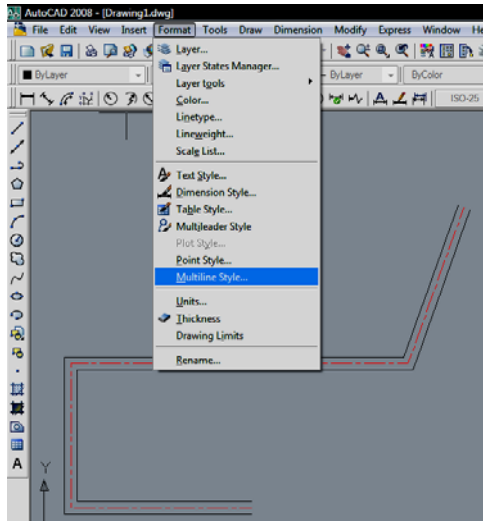 AutoCAD 2008 - [Drawing1.dwg]
File Edit View Insert Format Tools Draw Dimension Modify Express Window
ByLayer ByLayer ByColor
ISO-25
Layer...
Layer States Manager...
Layer tools
Color...
Linetype...
Lineweight...
Scale List...
Text Style...
Dimension Style...
Table Style...
Multileader Style
Plot Style...
Point Style...
Multiline Style...
Units...
Thickness
Drawing Limits
Rename...
A
Y